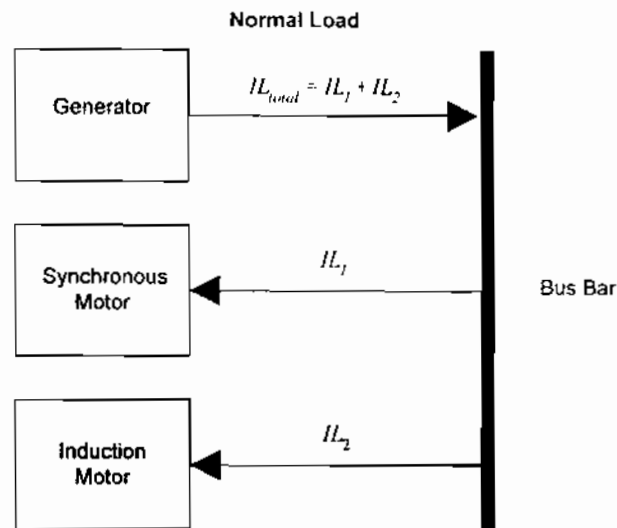 Normal Load
Generator
IL_total = IL_1 + IL_2
Synchronous
Motor
IL_1
Bus Bar
Induction
Motor
IL_2